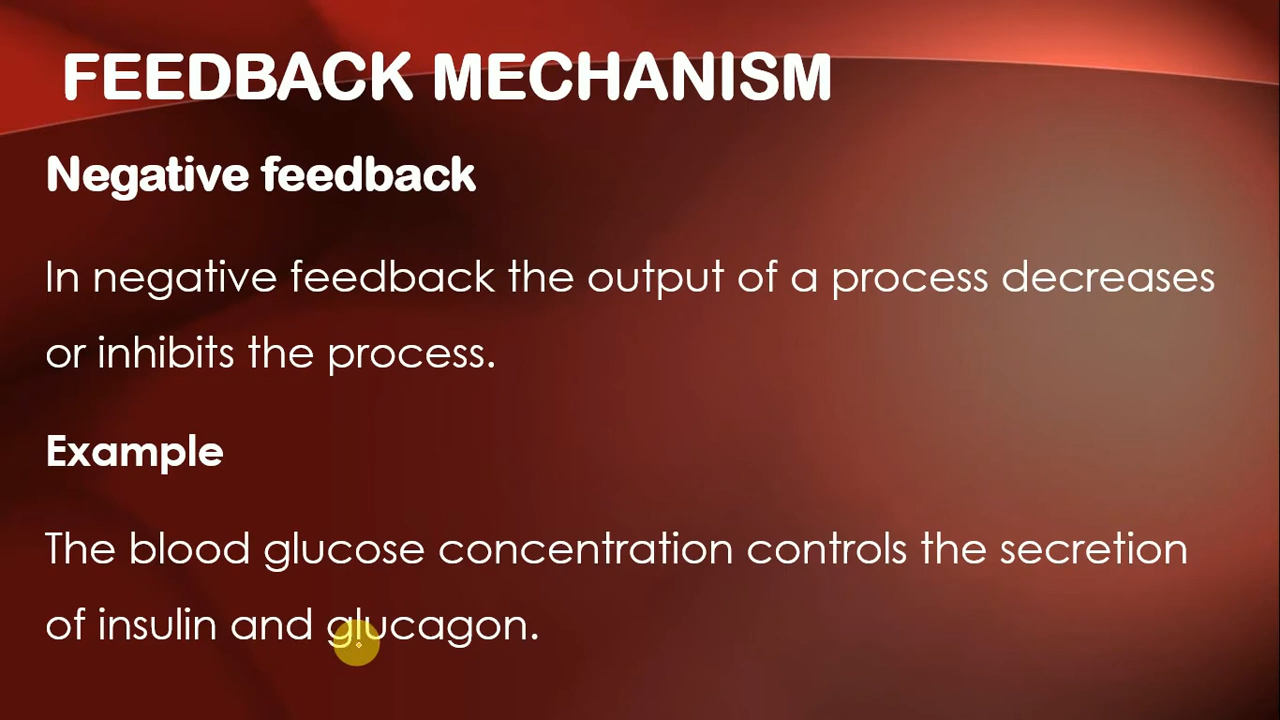 FEEDBACK MECHANISM
Negative feedback
In negative feedback the output of a process decreases
or inhibits the process.
Example
The blood glucose concentration controls the secretion
of insulin and glucagon.